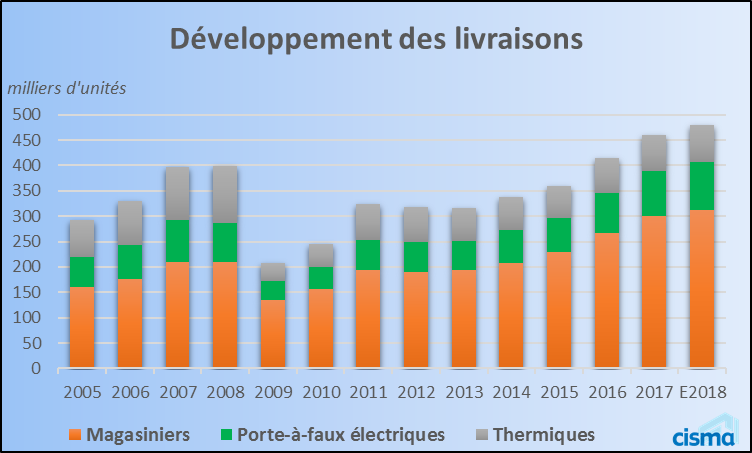 Développement des livraisons
milliers d'unités
500
450
400
350
300
250
200
150
100
50
0
2005 2006 2007 2008 2009 2010 2011 2012 2013 2014 2015 2016 2017 E2018
Magasiniers Porte-à-faux électriques Thermiques
cisma